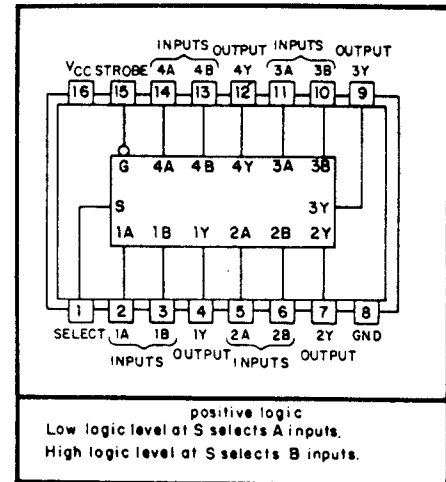 INPUTS OUTPUT INPUTS OUTPUT
VCC STROBE 4A 4B 4Y 3A 3B 3Y
16 15 14 13 12 11 10 9
G 4A 4B 4Y 3A 3B
S 3Y
1A 1B 1Y 2A 2B 2Y
1 2 3 4 5 6 7 8
SELECT 1A 1B 1Y 2A 2B 2Y GND
INPUTS OUTPUT INPUTS OUTPUT
positive logic
Low logic level at S selects A inputs.
High logic level at S selects B inputs.